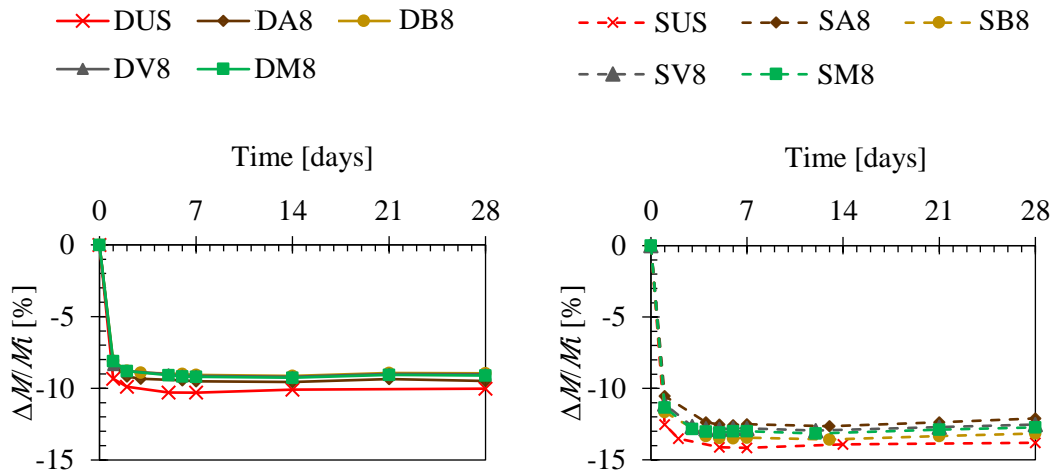 DUS DA8 DB8
DV8 DM8
Time [days]
0 7 14 21 28
0
-5
-10
-15
ΔM/Mi [%]
SUS SA8 SB8
SV8 SM8
Time [days]
0 7 14 21 28
0
-5
-10
-15
ΔM/Mi [%]